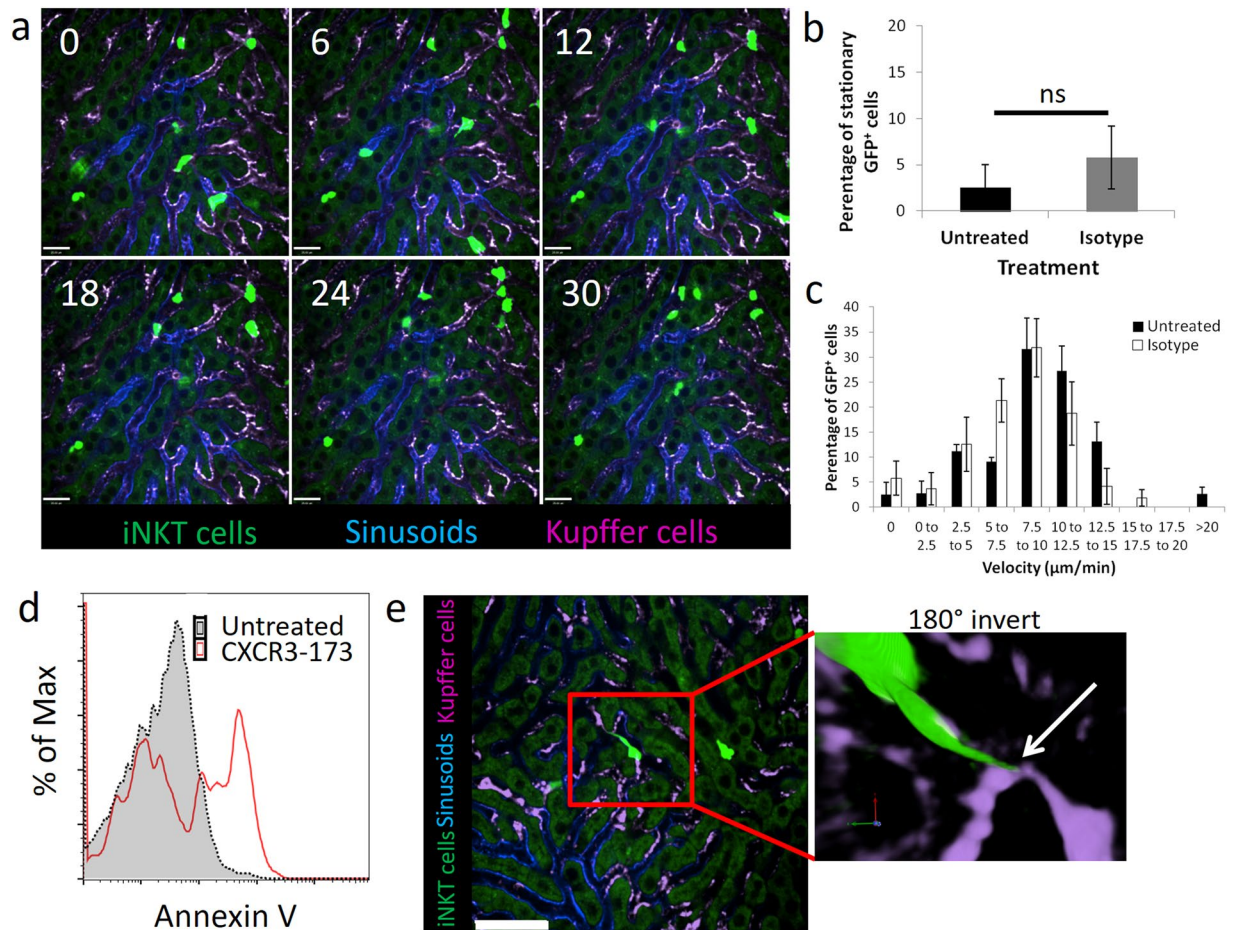 a
0
6
12
18
24
30
iNKT cells Sinusoids Kupffer cells
b
Perentage of stationary
GFP+ cells
20
15
10
5
0
ns
Untreated Isotype
Treatment
c
Perentage of GFP+ cells
40
35
30
25
20
15
10
5
0
Untreated
Isotype
0 0 to 2.5 5 to 7.5 10 to 12.5 15 to 17.5 >20
2.5 to 5 7.5 to 10 12.5 to 15 17.5 to 20
Velocity (µm/min)
d
% of Max
Untreated
CXCR3-173
Annexin V
e
iNKT cells Sinusoids Kupffer cells
180° invert